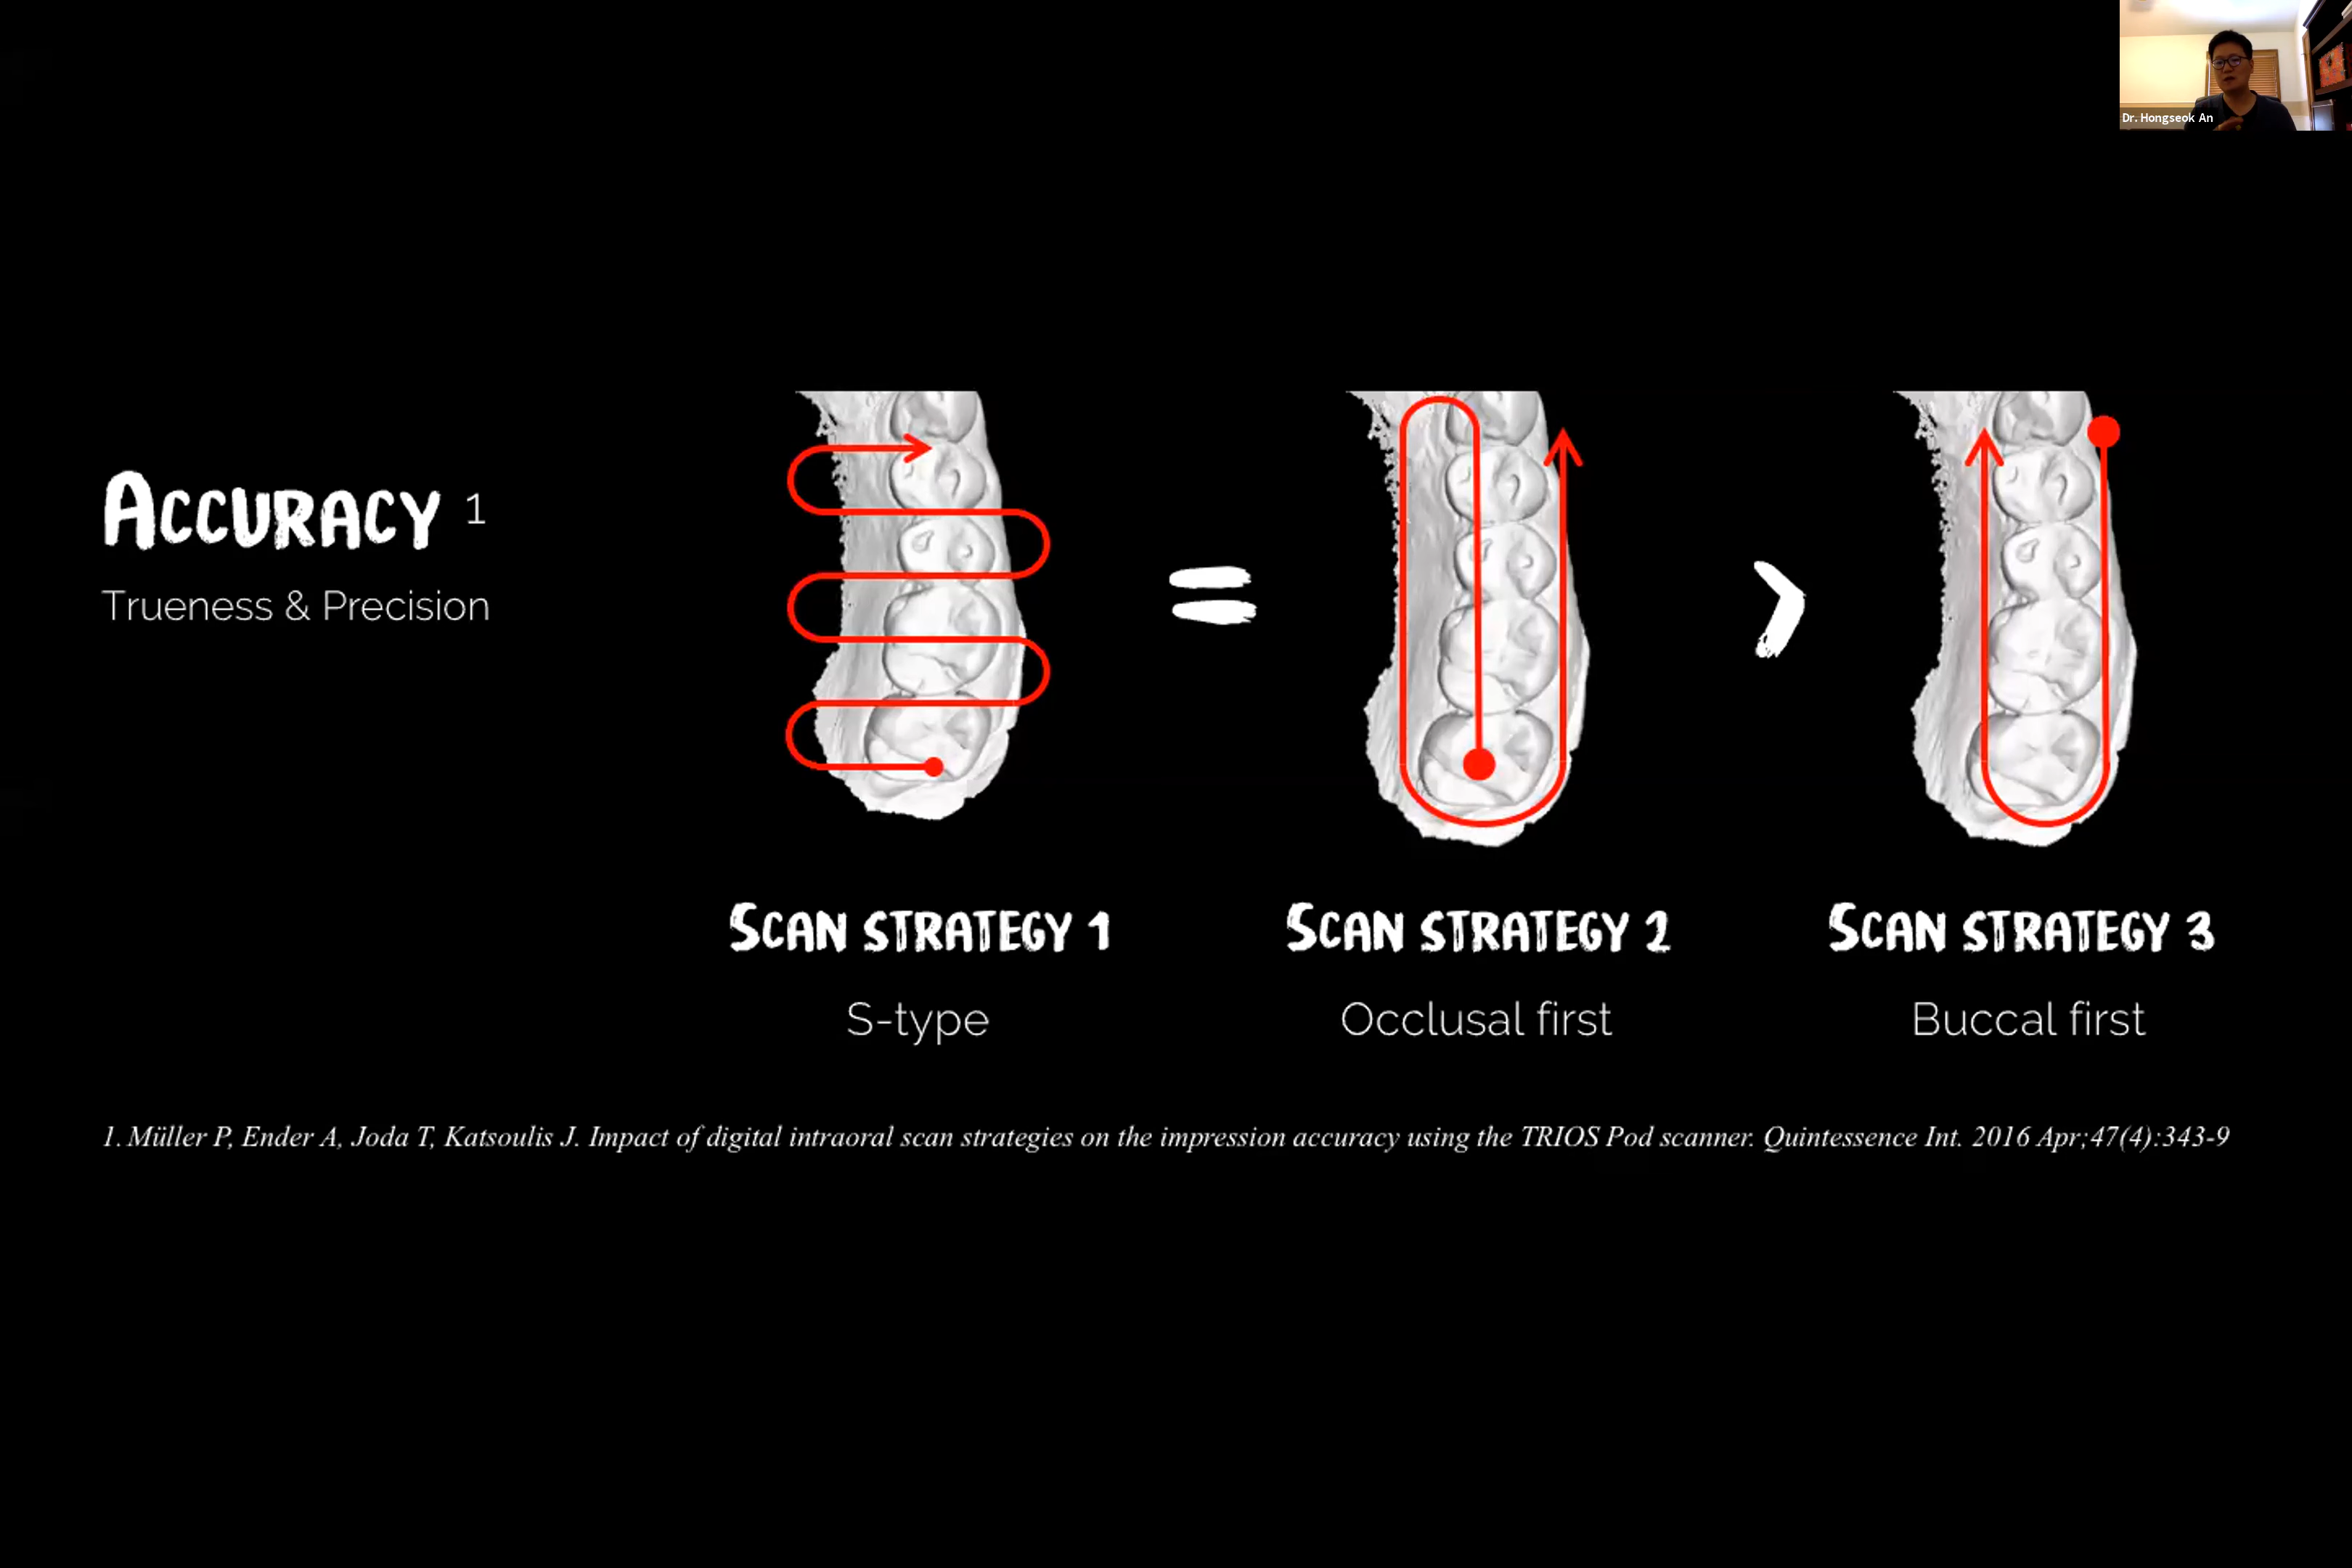 Dr. Hongseok An
ACCURACY 1
Trueness & Precision
=
>
SCAN STRATEGY 1
SCAN STRATEGY 2
SCAN STRATEGY 3
S-type
Occlusal first
Buccal first
1. Müller P, Ender A, Joda T, Katsoulis J. Impact of digital intraoral scan strategies on the impression accuracy using the TRIOS Pod scanner. Quintessence Int. 2016 Apr;47(4):343-9